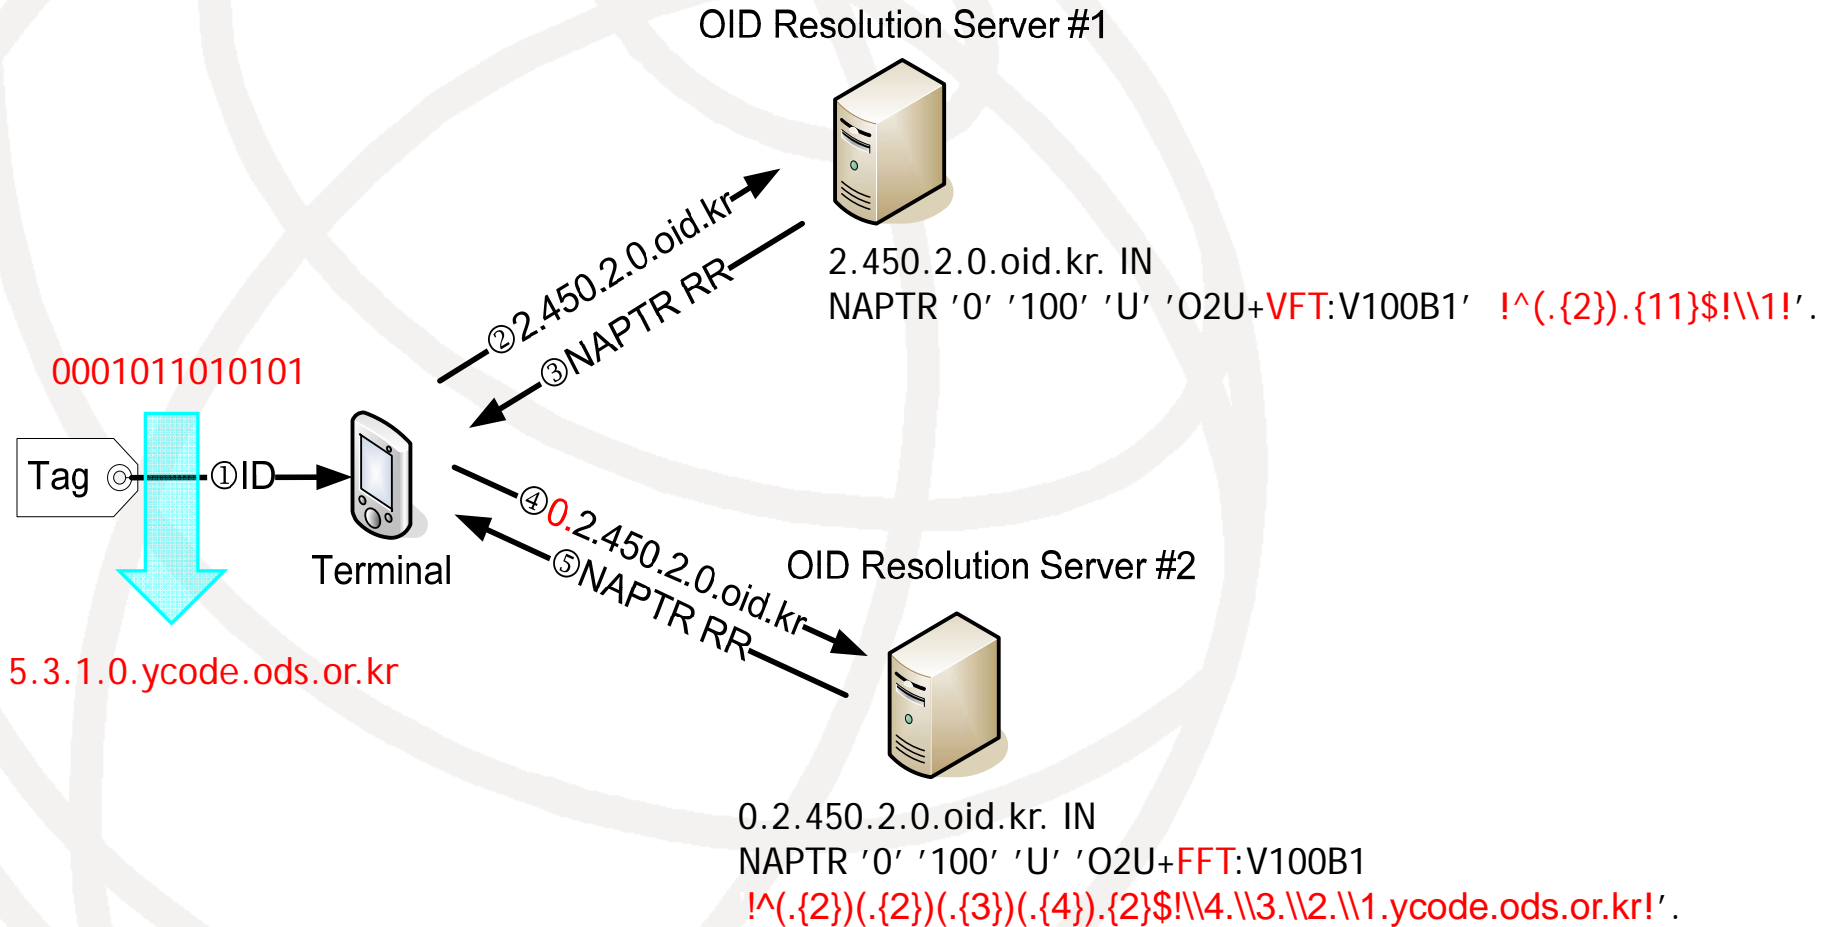 OID Resolution Server #1
②2.450.2.0.oid.kr
③NAPTR RR
2.450.2.0.oid.kr. IN
NAPTR ′0′ ′100′ ′U′ ′O2U+VFT:V100B1′ !^(.{2}).{11}$!\\1!′.
0001011010101
Tag
①ID
Terminal
④0.2.450.2.0.oid.kr
⑤NAPTR RR
5.3.1.0.ycode.ods.or.kr
OID Resolution Server #2
0.2.450.2.0.oid.kr. IN
NAPTR ′0′ ′100′ ′U′ ′O2U+FFT:V100B1
!^(.{2})(.{2})(.{3})(.{4}).{2}$!\\4.\\3.\\2.\\1.ycode.ods.or.kr!′.